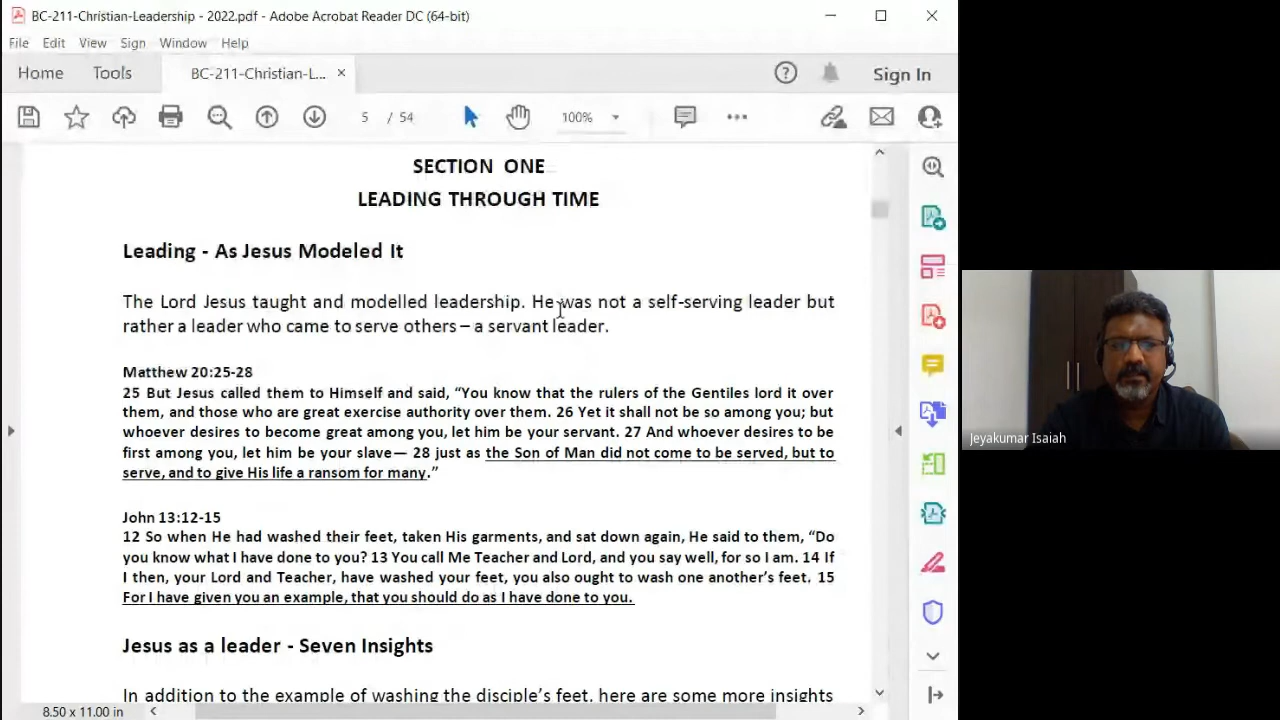 BC-211-Christian-Leadership - 2022.pdf - Adobe Acrobat Reader DC (64-bit)
File Edit View Sign Window Help
Home Tools BC-211-Christian-L... × Sign In
5 / 54 100%
SECTION ONE
LEADING THROUGH TIME
Leading - As Jesus Modeled It
The Lord Jesus taught and modelled leadership. He was not a self-serving leader but
rather a leader who came to serve others – a servant leader.
Matthew 20:25-28
25 But Jesus called them to Himself and said, “You know that the rulers of the Gentiles lord it over
them, and those who are great exercise authority over them. 26 Yet it shall not be so among you; but
whoever desires to become great among you, let him be your servant. 27 And whoever desires to be
first among you, let him be your slave— 28 just as the Son of Man did not come to be served, but to
serve, and to give His life a ransom for many.”
John 13:12-15
12 So when He had washed their feet, taken His garments, and sat down again, He said to them, “Do
you know what I have done to you? 13 You call Me Teacher and Lord, and you say well, for so I am. 14 If
I then, your Lord and Teacher, have washed your feet, you also ought to wash one another’s feet. 15
For I have given you an example, that you should do as I have done to you.
Jesus as a leader - Seven Insights
In addition to the example of washing the disciple’s feet, here are some more insights
8.50 x 11.00 in
Jeyakumar Isaiah